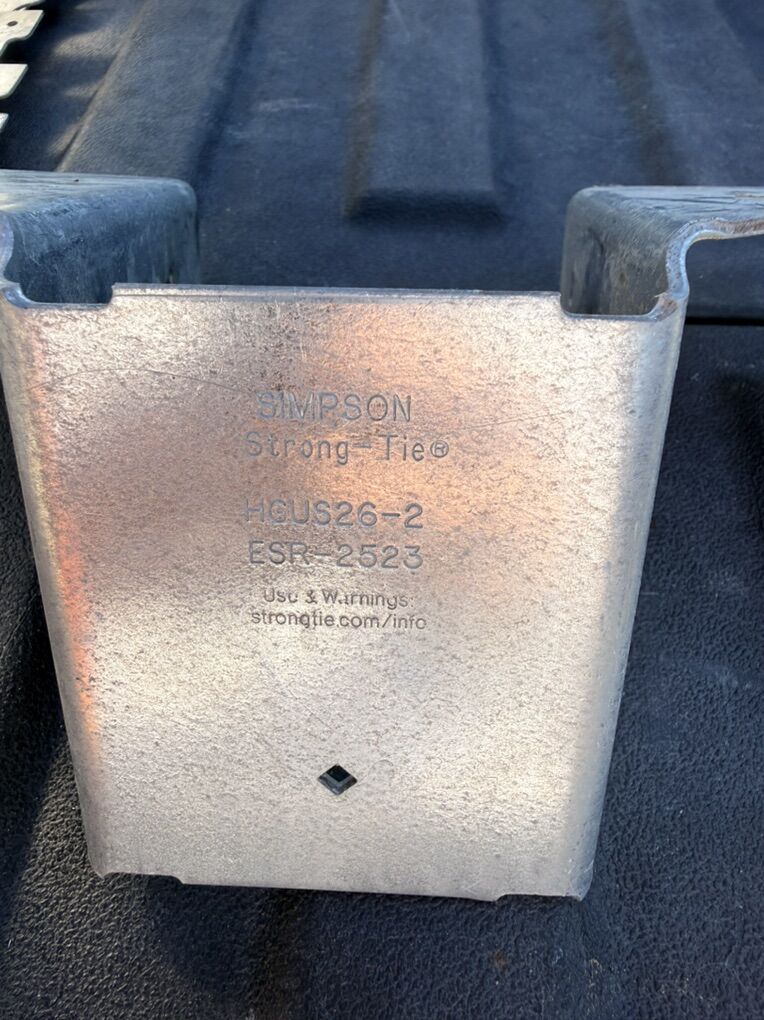 SIMPSON
Strong-Tie®
HGUS26-2
ESR-2523
Use & Warnings:
strongtie.com/info